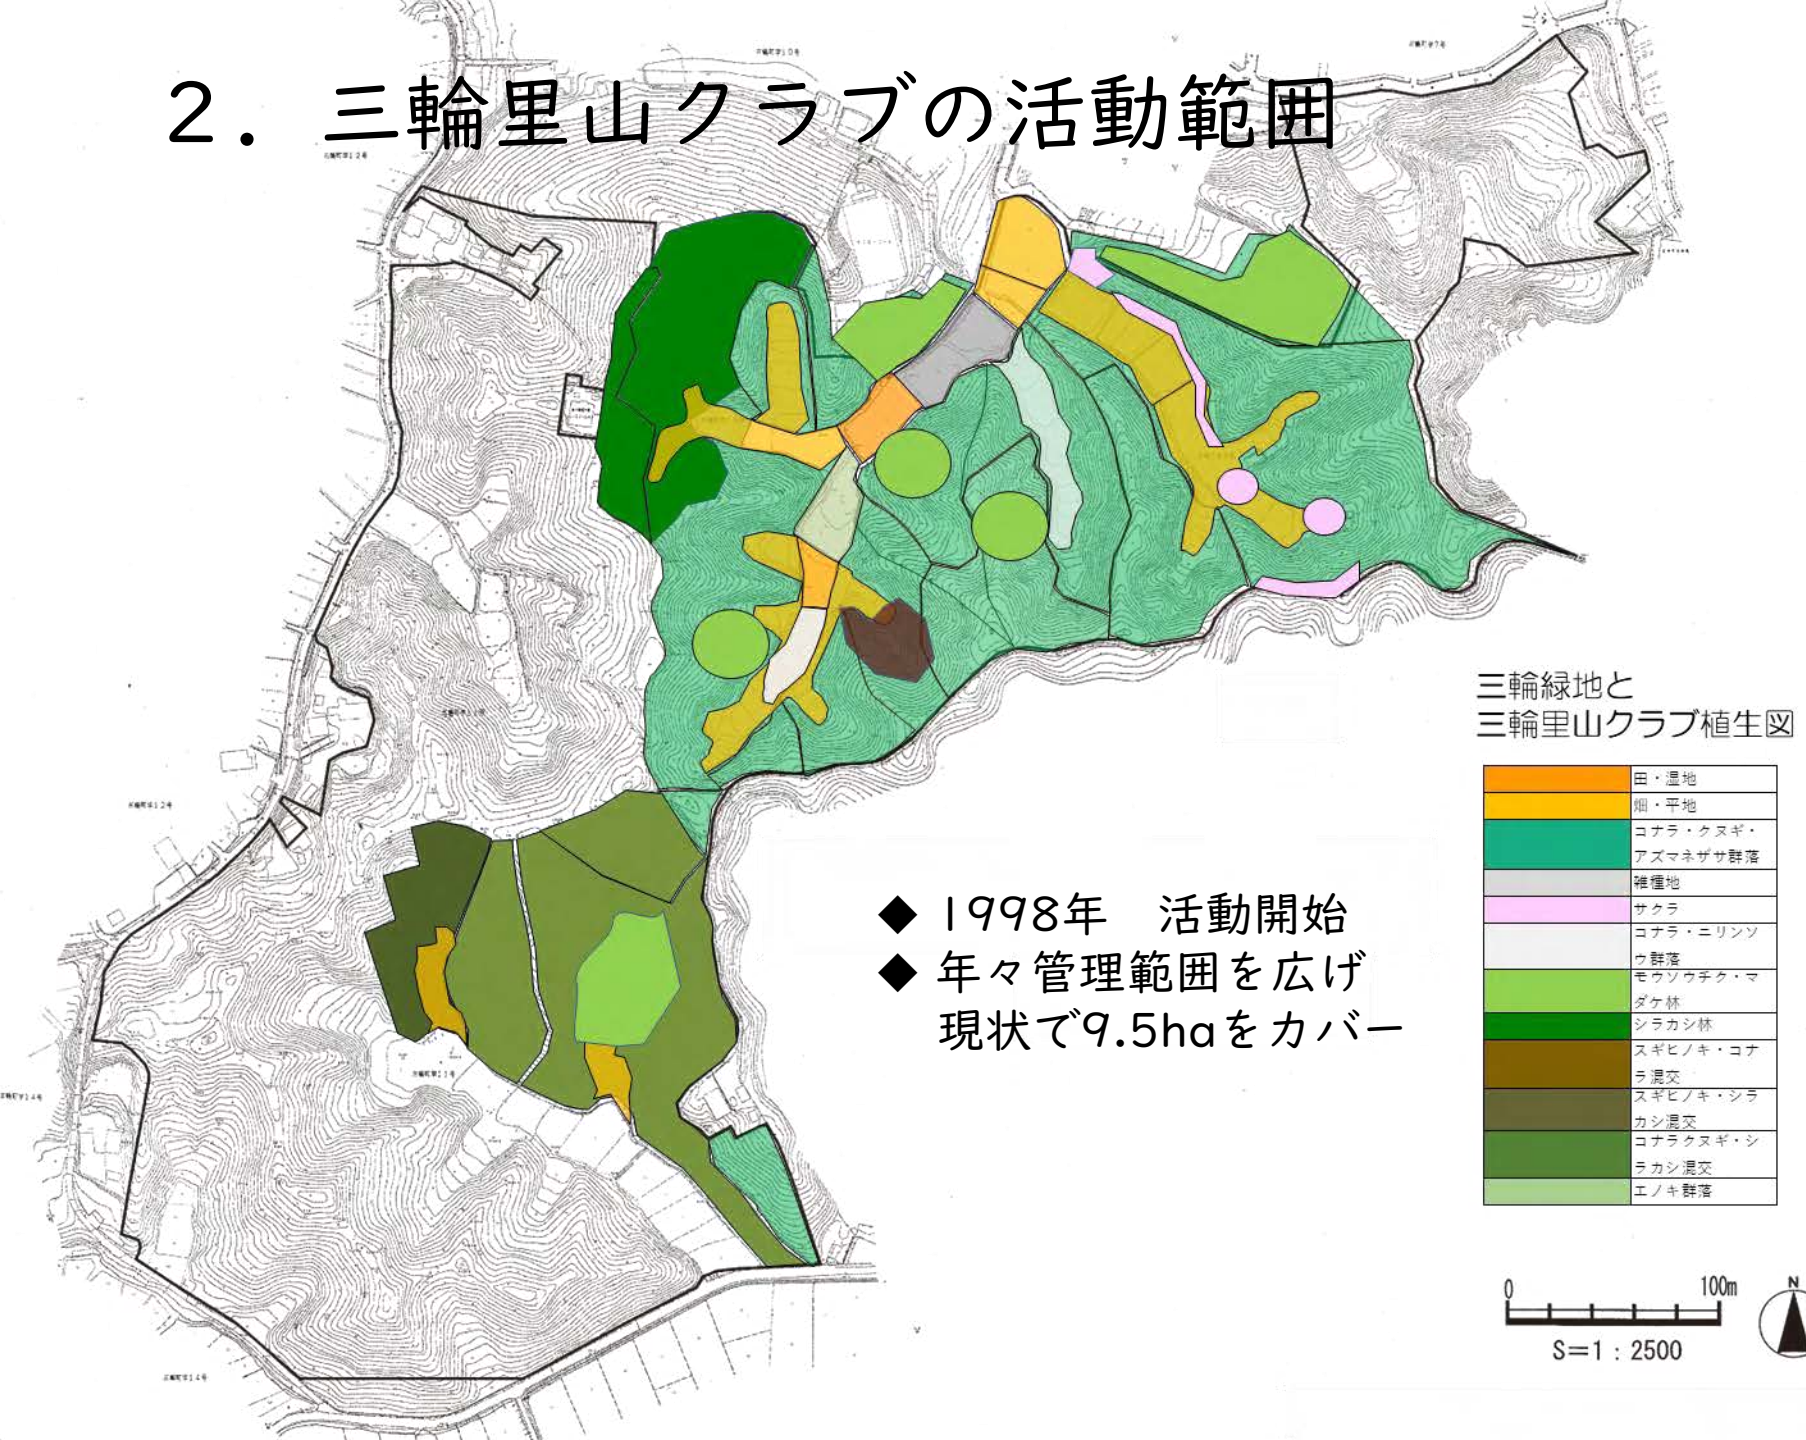 ２．三輪里山クラブの活動範囲
三輪緑地と
三輪里山クラブ植生図
田・湿地
畑・平地
コナラ・クヌギ・
アズマネザサ群落
雑種地
サクラ
コナラ・ニリンソ
ウ群落
モウソウチク・マ
ダケ林
シラカシ林
スギヒノキ・コナ
ラ混交
スギヒノキ・シラ
カシ混交
コナラクヌギ・シ
ラカシ混交
エノキ群落
◆ 1998年　活動開始
◆ 年々管理範囲を広げ
現状で9.5haをカバー
0 100m
N
S=1：2500